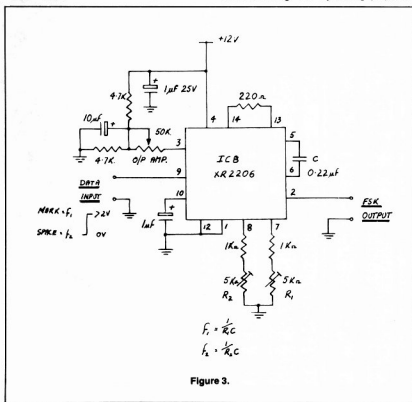 +12V
1μF 25V
4·7K
220Ω
10μF
4
14
13
50K
5
3
C
4·7K
O/P AMP.
ICB
XR2206
6
0·22μF
DATA
9
2
INPUT
10
FSK
MARK = f₁
>2V
OUTPUT
SPACE = f₂
0V
1μF
12
1
8
7
1KΩ
1KΩ
5KΩ
5KΩ
R₂
R₁
f₁ = 1/R₁C
f₂ = 1/R₂C
Figure 3.